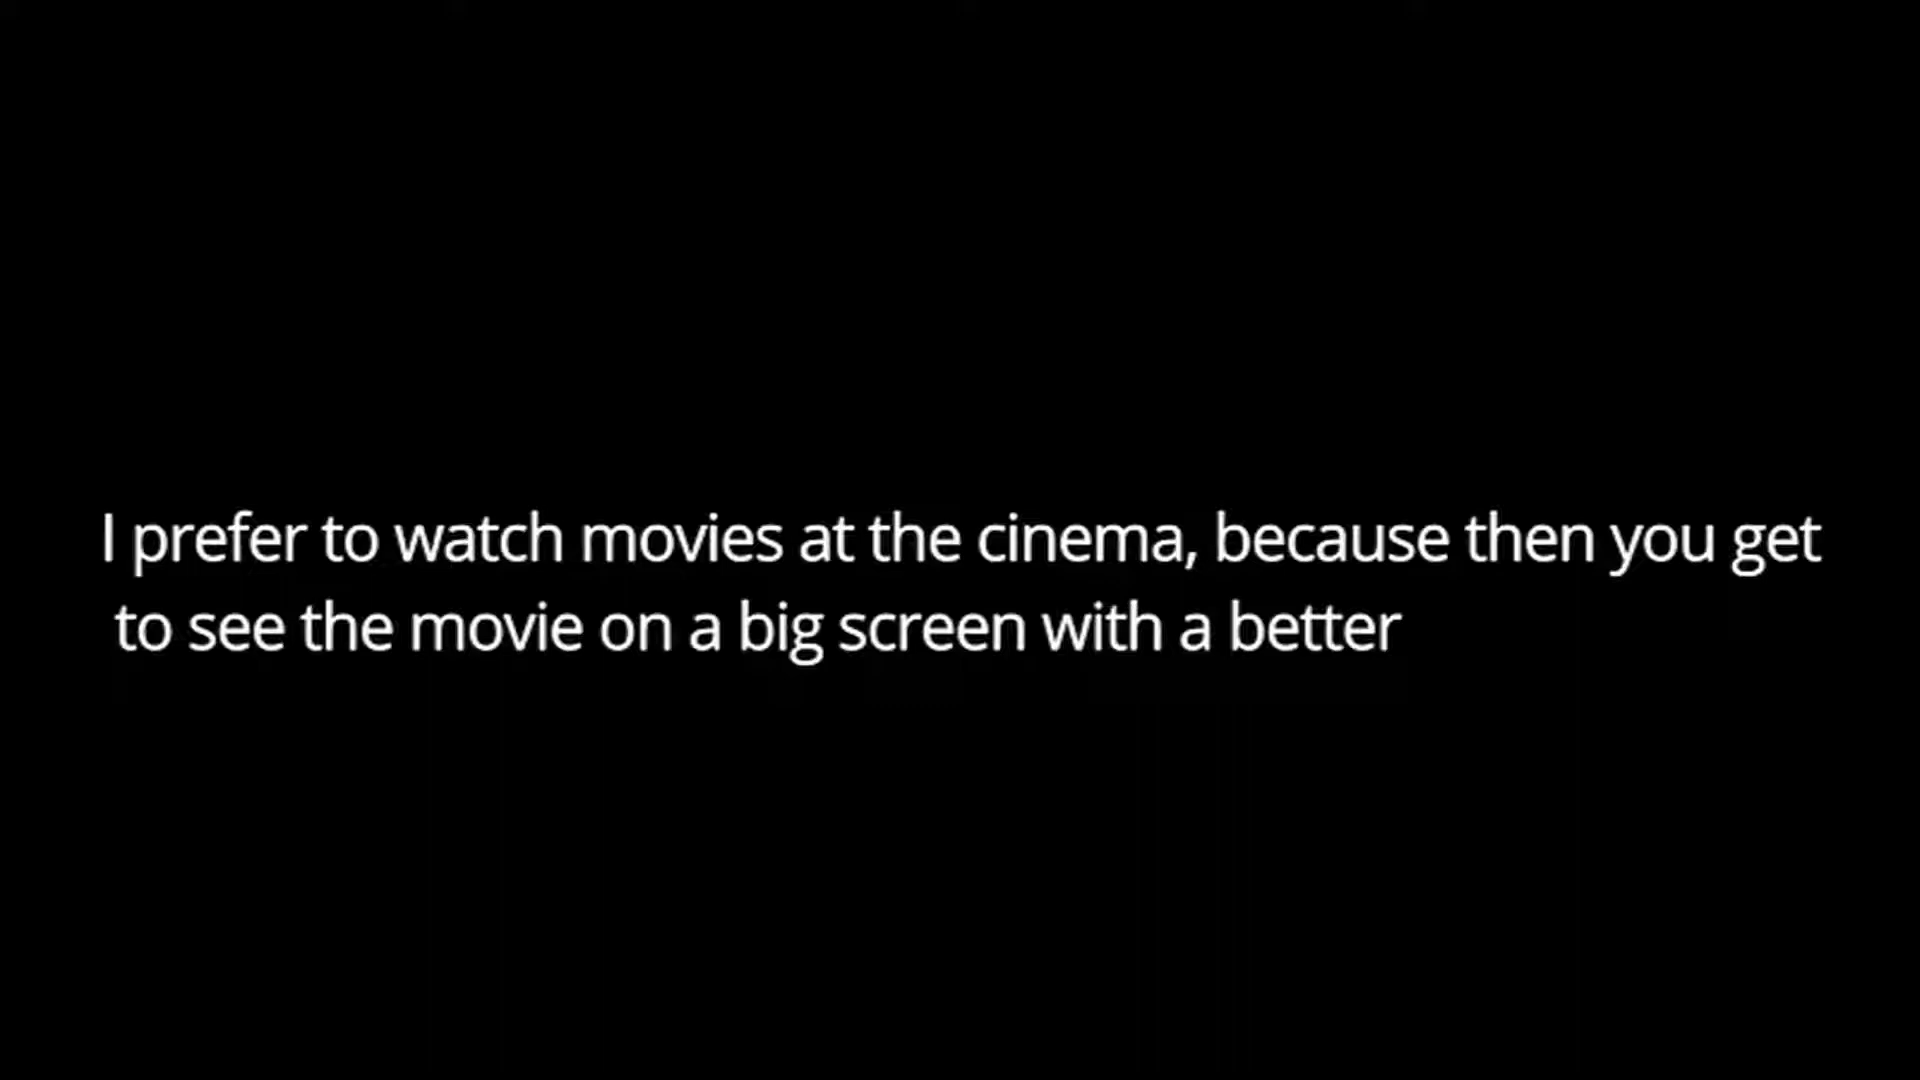 I prefer to watch movies at the cinema, because then you get
to see the movie on a big screen with a better